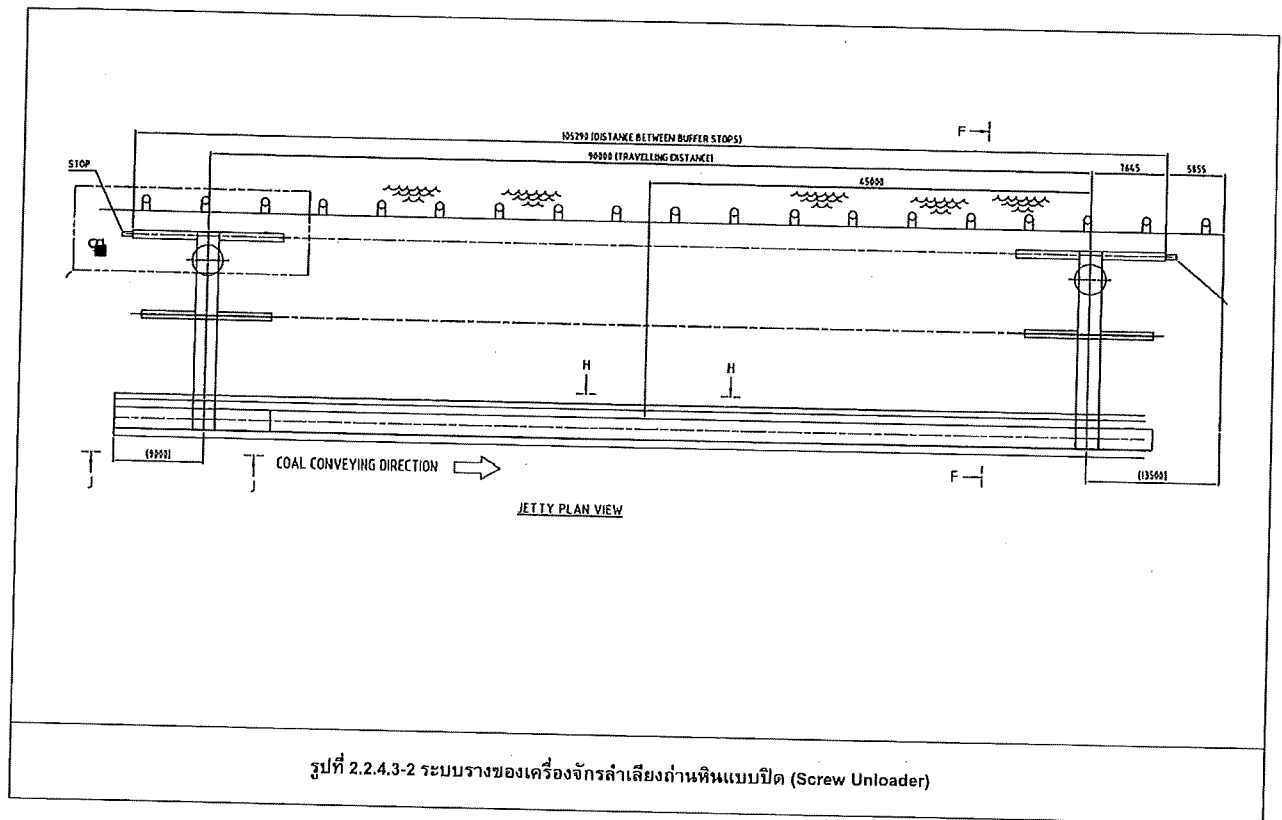 F
105290 (DISTANCE BETWEEN BUFFER STOPS)
STOP
90000 (TRAVELLING DISTANCE)
7645
5855
45000
H
H
(9000)
J
J
COAL CONVEYING DIRECTION
F
(13500)
JETTY PLAN VIEW
รูปที่ 2.2.4.3-2 ระบบรางของเครื่องจักรลำเลียงถ่านหินแบบปิด (Screw Unloader)